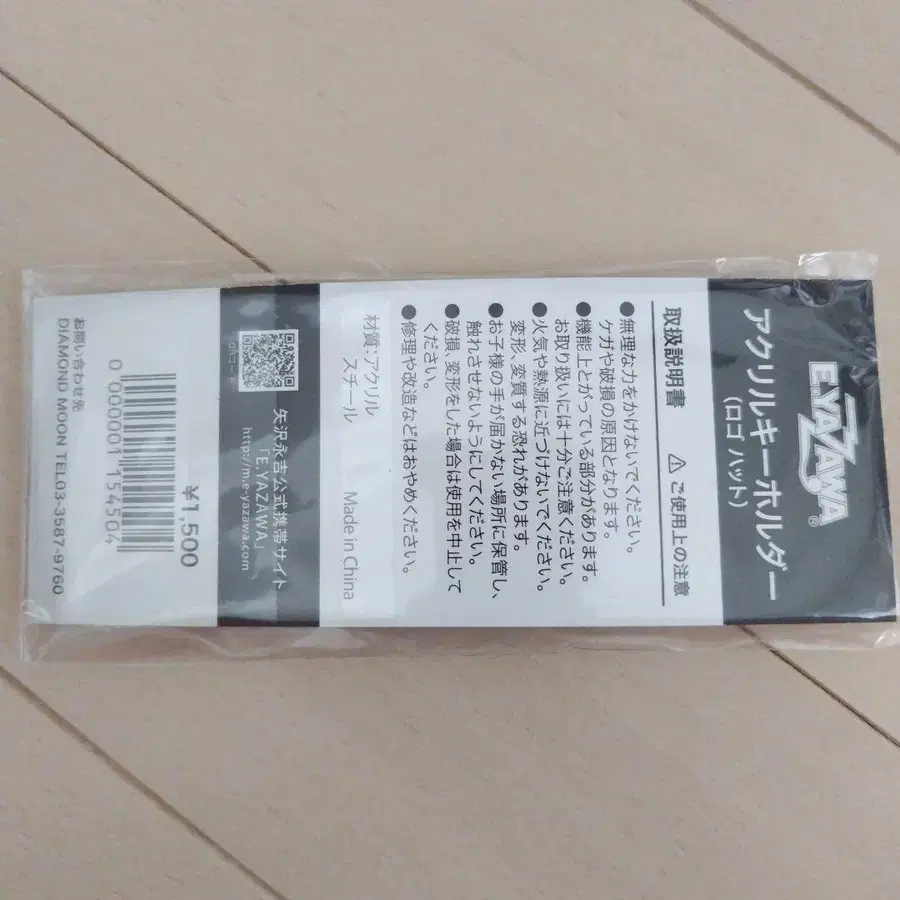 E.YAZAWA®
アクリルキーホルダー
(ロゴ ハット)
取扱説明書 ⚠ ご使用上の注意
●無理な力をかけないでください。
ケガや破損の原因となります。
●機能上とがっている部分があります。
お取り扱いには十分ご注意ください。
●火気や熱源に近づけないでください。
変形、変質する恐れがあります。
●お子様の手が届かない場所に保管し、
触れさせないようにしてください。
●破損、変形をした場合は使用を中止して
ください。
●修理や改造などはおやめください。
材質:アクリル Made in China
スチール
矢沢永吉公式携帯サイト
「E.YAZAWA」
http://m.e-yazawa.com
¥1,500
0 000001 154504
お問い合わせ先
DIAMOND MOON TEL03-3587-9760